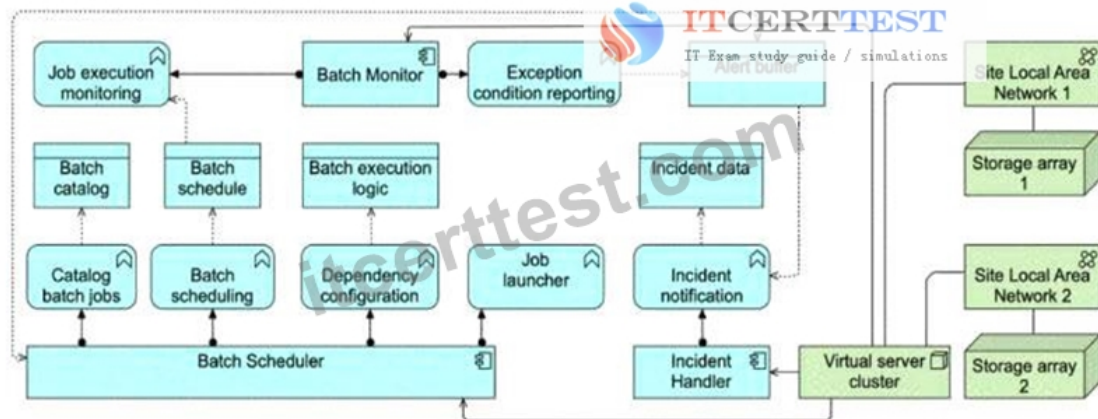 ITCERTTEST
IT Exam study guide / simulations
Job execution
monitoring
Batch Monitor
Exception
condition reporting
Alert buffer
Site Local Area
Network 1
Storage array
1
Batch
catalog
Batch
schedule
Batch execution
logic
Incident data
itcerttest.com
Catalog
batch jobs
Batch
scheduling
Dependency
configuration
Job
launcher
Incident
notification
Site Local Area
Network 2
Storage array
2
Batch Scheduler
Incident
Handler
Virtual server
cluster